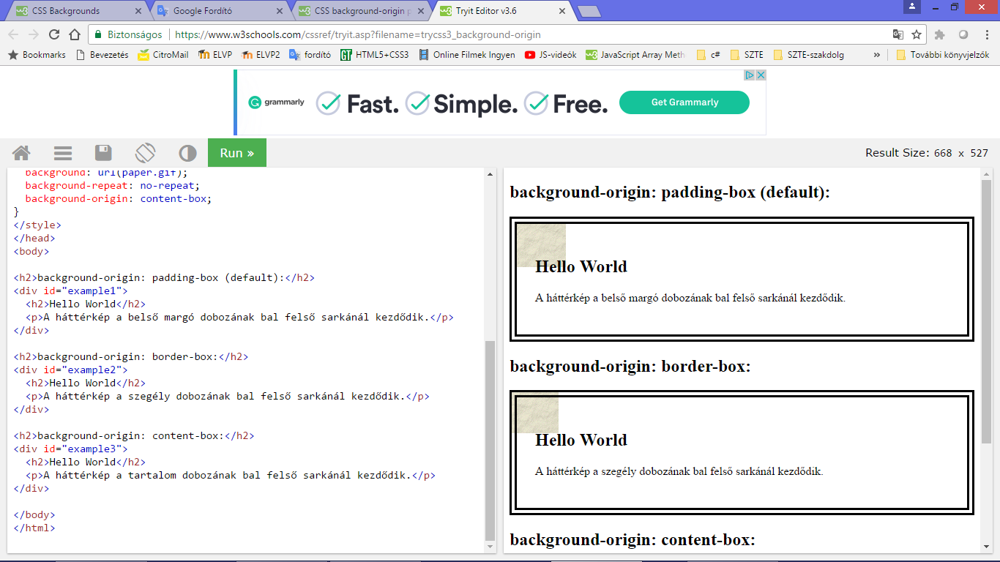 CSS Backgrounds
Google Fordító
CSS background-origin p
Tryit Editor v3.6
Biztonságos
https://www.w3schools.com/cssref/tryit.asp?filename=trycss3_background-origin
Bookmarks
Bevezetés
CitroMail
ELVP
ELVP2
fordító
HTML5+CSS3
Online Filmek Ingyen
JS-videók
JavaScript Array Meth
c#
SZTE
SZTE-szakdolg
»
További könyvjelzők
grammarly
Fast. Simple. Free.
Get Grammarly
Run »
Result Size: 668 x 527
background: url(paper.gif);
background-repeat: no-repeat;
background-origin: content-box;
}
</style>
</head>
<body>
<h2>background-origin: padding-box (default):</h2>
<div id="example1">
<h2>Hello World</h2>
<p>A háttérkép a belső margó dobozának bal felső sarkánál kezdődik.</p>
</div>
<h2>background-origin: border-box:</h2>
<div id="example2">
<h2>Hello World</h2>
<p>A háttérkép a szegély dobozának bal felső sarkánál kezdődik.</p>
</div>
<h2>background-origin: content-box:</h2>
<div id="example3">
<h2>Hello World</h2>
<p>A háttérkép a tartalom dobozának bal felső sarkánál kezdődik.</p>
</div>
</body>
</html>
background-origin: padding-box (default):
Hello World
A háttérkép a belső margó dobozának bal felső sarkánál kezdődik.
background-origin: border-box:
Hello World
A háttérkép a szegély dobozának bal felső sarkánál kezdődik.
background-origin: content-box: